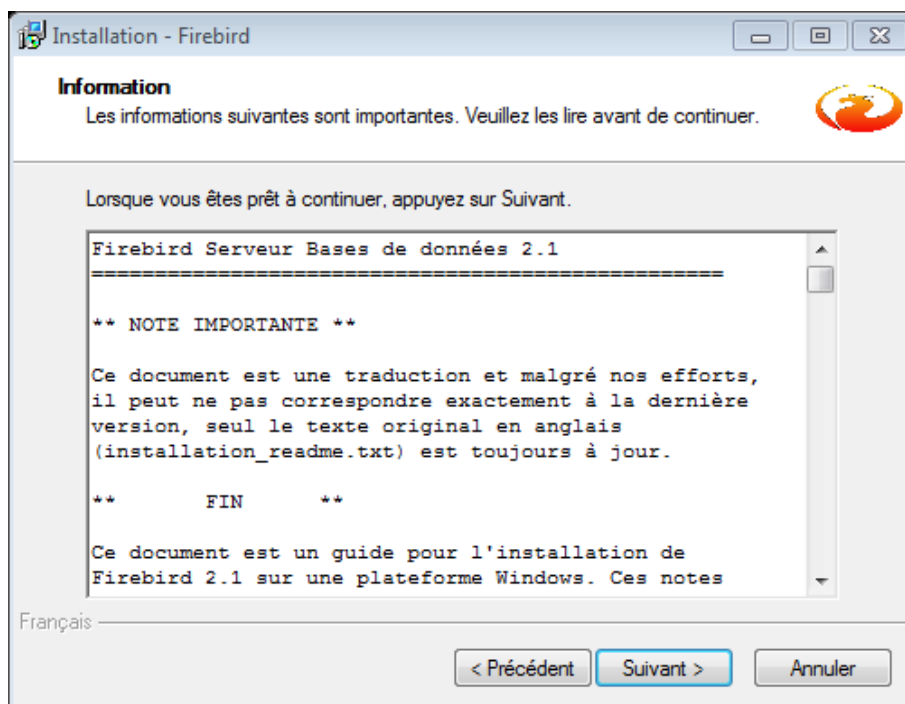 Installation - Firebird
Information
Les informations suivantes sont importantes. Veuillez les lire avant de continuer.
Lorsque vous êtes prêt à continuer, appuyez sur Suivant.
Firebird Serveur Bases de données 2.1
=================================================
** NOTE IMPORTANTE **
Ce document est une traduction et malgré nos efforts,
il peut ne pas correspondre exactement à la dernière
version, seul le texte original en anglais
(installation_readme.txt) est toujours à jour.
**       FIN      **
Ce document est un guide pour l'installation de
Firebird 2.1 sur une plateforme Windows. Ces notes
Français
< Précédent
Suivant >
Annuler